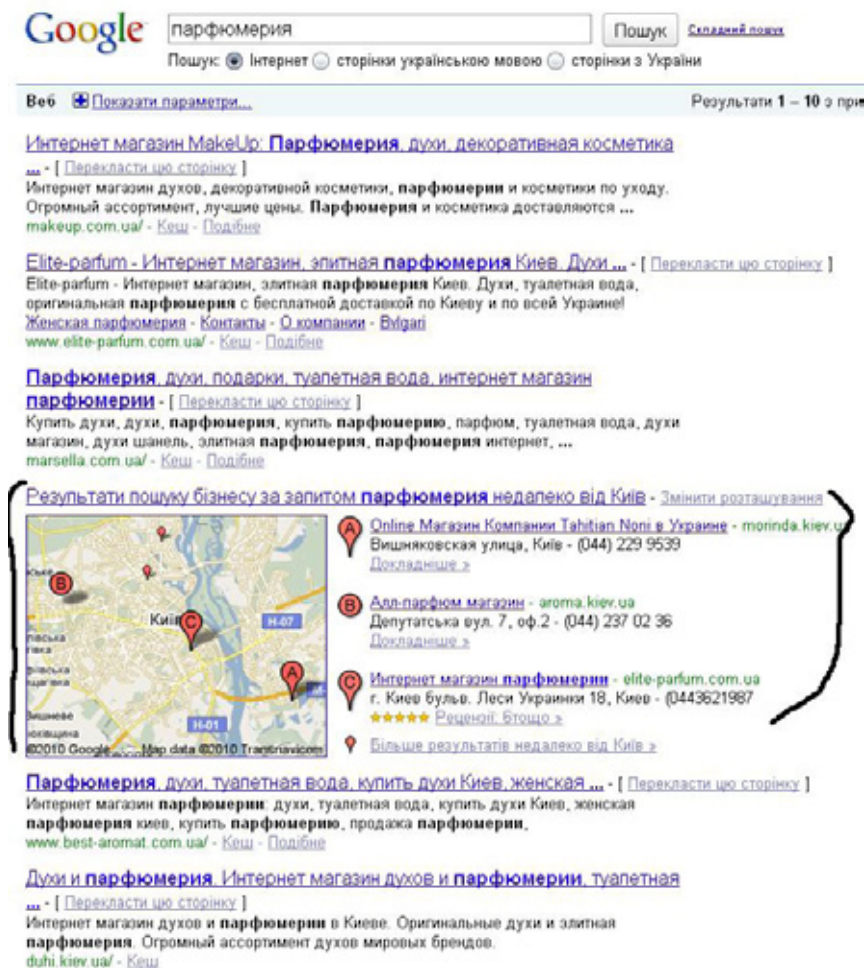 Google парфюмерия Пошук Складний пошук
Пошук: Інтернет сторінки українською мовою сторінки з України
Веб Показати параметри... Результати 1 – 10 з при
Интернет магазин MakeUp: Парфюмерия, духи, декоративная косметика
... - [ Перекласти цю сторінку ]
Интернет магазин духов, декоративной косметики, парфюмерии и косметики по уходу.
Огромный ассортимент, лучшие цены. Парфюмерия и косметика доставляются ...
makeup.com.ua/ - Кеш - Подібне
Elite-parfum - Интернет магазин, элитная парфюмерия Киев. Духи ... - [ Перекласти цю сторінку ]
Elite-parfum - Интернет магазин, элитная парфюмерия Киев. Духи, туалетная вода,
оригинальная парфюмерия с бесплатной доставкой по Киеву и по всей Украине!
Женская парфюмерия - Контакты - О компании - Bvlgari
www.elite-parfum.com.ua/ - Кеш - Подібне
Парфюмерия, духи, подарки, туалетная вода, интернет магазин
парфюмерии - [ Перекласти цю сторінку ]
Купить духи, духи, парфюмерия, купить парфюмерию, парфюм, туалетная вода, духи
магазин, духи шанель, элитная парфюмерия, парфюмерия интернет, ...
marsella.com.ua/ - Кеш - Подібне
Результати пошуку бізнесу за запитом парфюмерия недалеко від Київ - Змінити розташування
A Online Магазин Компании Tahitian Noni в Украине - morinda.kiev.u
Вишняковская улица, Київ - (044) 229 9539
Докладніше »
B Алл-парфюм магазин - aroma.kiev.ua
Депутатська вул. 7, оф.2 - (044) 237 02 36
Докладніше »
C Интернет магазин парфюмерии - elite-parfum.com.ua
г. Киев бульв. Леси Украинки 18, Киев - (0443621987
Рецензії: 6тощо »
Більше результатів недалеко від Київ »
B
Київ C H-07
A
М-
Вишневе H-01
©2010 Google Map data ©2010 Transnavicom
Парфюмерия, духи, туалетная вода, купить духи Киев, женская ... - [ Перекласти цю сторінку ]
Интернет магазин парфюмерии: духи, туалетная вода, купить духи Киев, женская
парфюмерия киев, купить парфюмерию, продажа парфюмерии,
www.best-aromat.com.ua/ - Кеш - Подібне
Духи и парфюмерия. Интернет магазин духов и парфюмерии, туалетная
... - [ Перекласти цю сторінку ]
Интернет магазин духов и парфюмерии в Киеве. Оригинальные духи и элитная
парфюмерия. Огромный ассортимент духов мировых брендов.
duhi.kiev.ua/ - Кеш